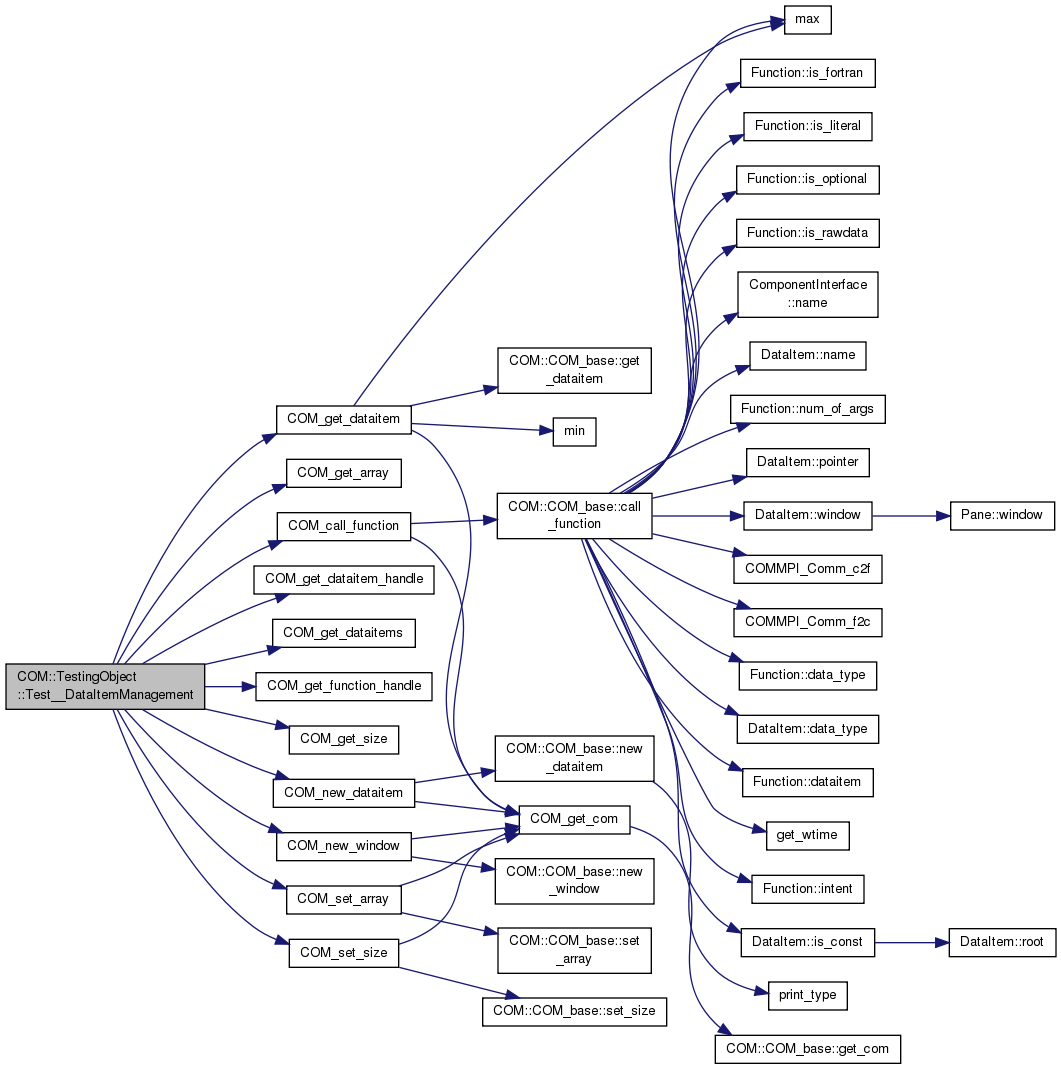 COM::TestingObject
::Test__DataItemManagement
COM_get_dataitem
COM_get_array
COM_call_function
COM_get_dataitem_handle
COM_get_dataitems
COM_get_function_handle
COM_get_size
COM_new_dataitem
COM_new_window
COM_set_array
COM_set_size
COM::COM_base::get
_dataitem
min
COM::COM_base::call
_function
COM::COM_base::new
_dataitem
COM_get_com
COM::COM_base::new
_window
COM::COM_base::set
_array
COM::COM_base::set_size
max
Function::is_fortran
Function::is_literal
Function::is_optional
Function::is_rawdata
ComponentInterface
::name
DataItem::name
Function::num_of_args
DataItem::pointer
DataItem::window
COMMPI_Comm_c2f
COMMPI_Comm_f2c
Function::data_type
DataItem::data_type
Function::dataitem
get_wtime
Function::intent
DataItem::is_const
print_type
COM::COM_base::get_com
Pane::window
DataItem::root